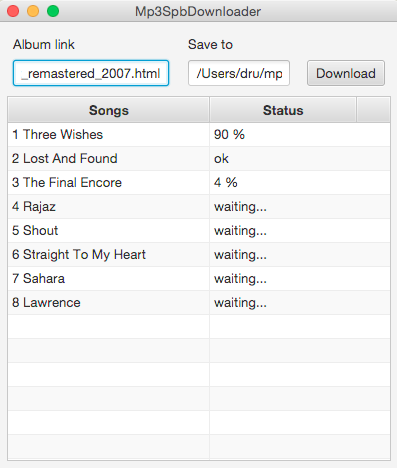 Mp3SpbDownloader
Album link Save to
_remastered_2007.html /Users/dru/mp Download
Songs Status
1 Three Wishes 90 %
2 Lost And Found ok
3 The Final Encore 4 %
4 Rajaz waiting...
5 Shout waiting...
6 Straight To My Heart waiting...
7 Sahara waiting...
8 Lawrence waiting...